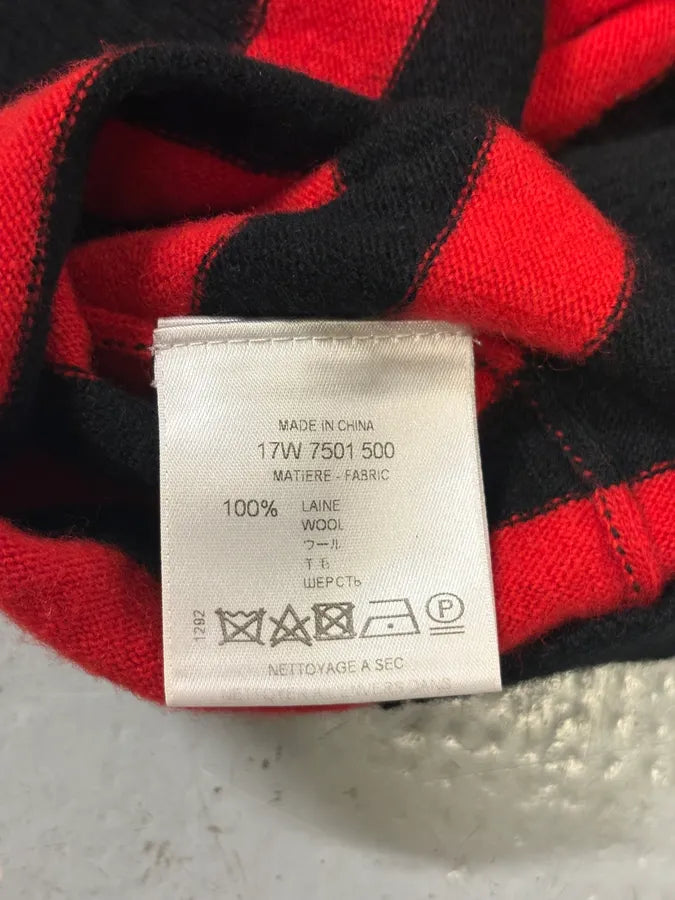 MADE IN CHINA
17W 7501 500
MATIERE - FABRIC
100% LAINE
WOOL
ウール
ШЕРСТЬ
1292
P
NETTOYAGE A SEC